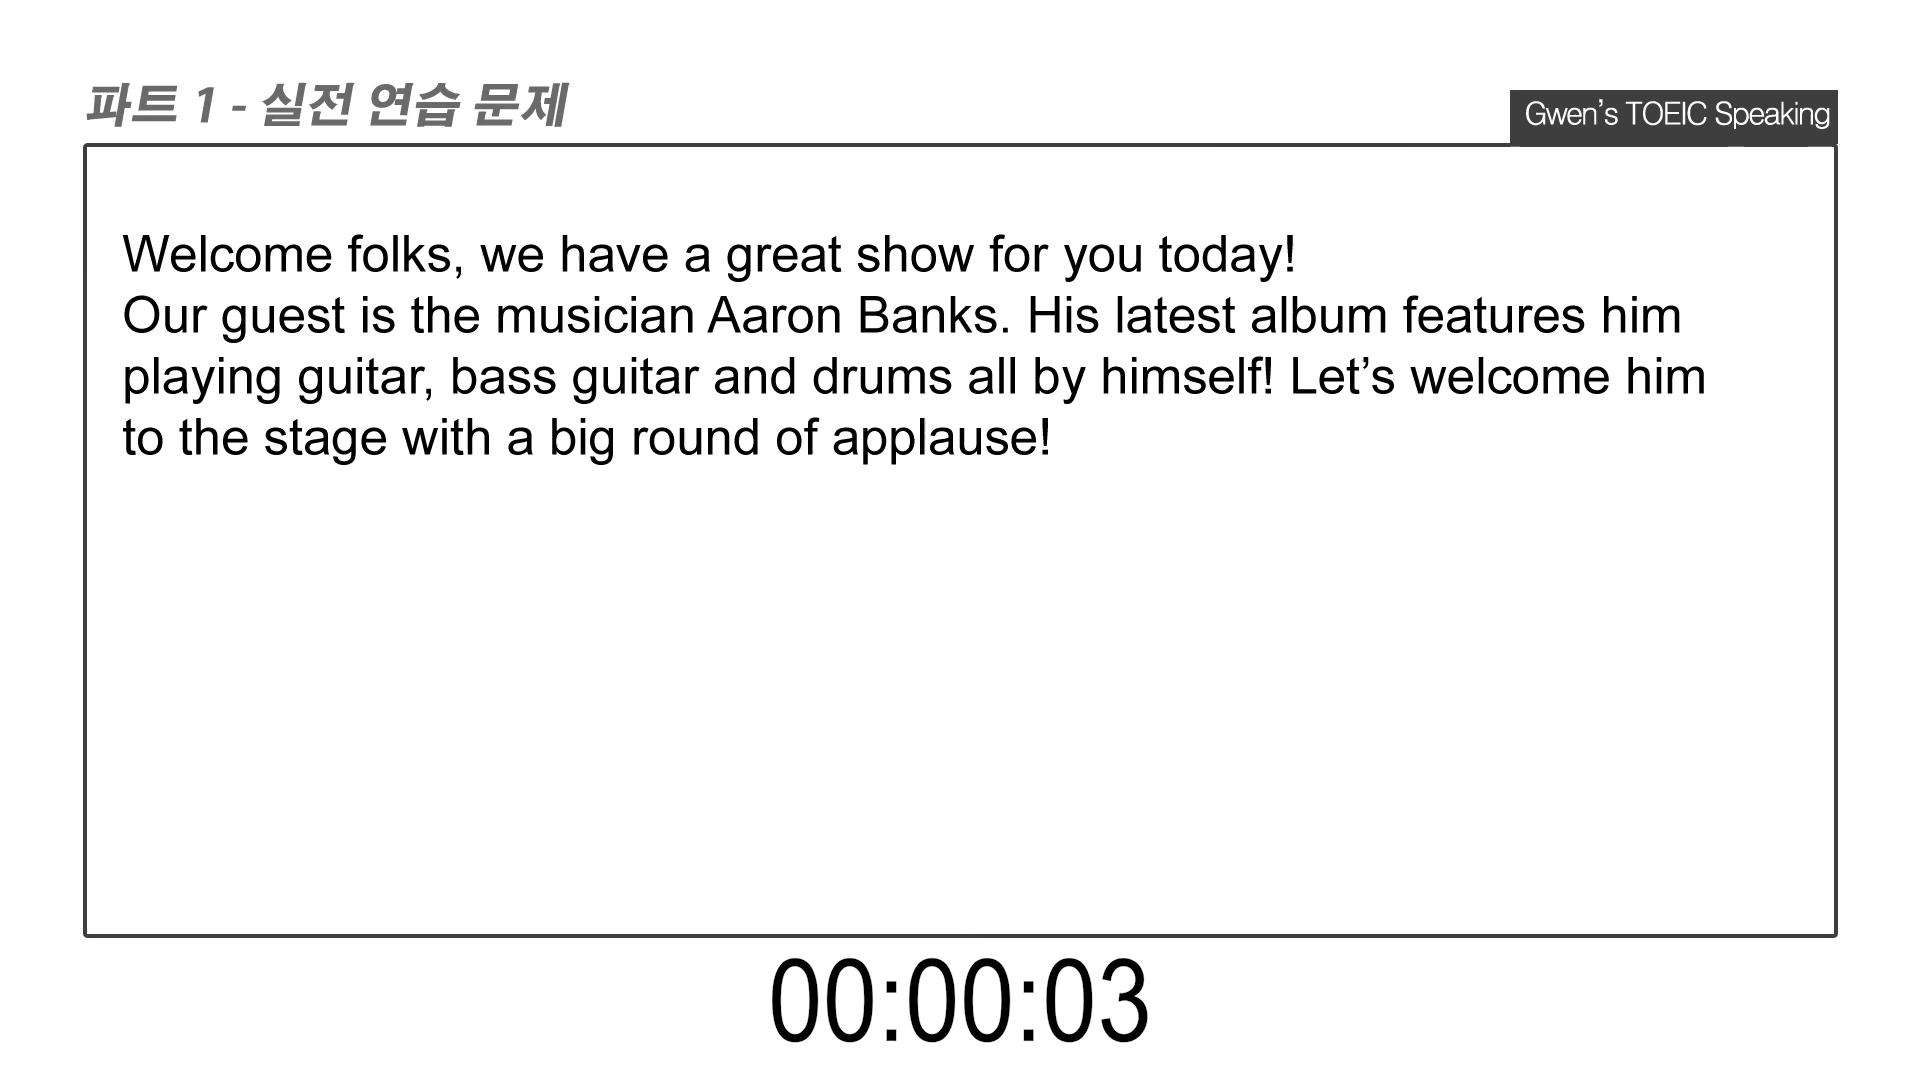 파트 1 - 실전 연습 문제
Gwen's TOEIC Speaking
Welcome folks, we have a great show for you today!
Our guest is the musician Aaron Banks. His latest album features him
playing guitar, bass guitar and drums all by himself! Let’s welcome him
to the stage with a big round of applause!
00:00:03